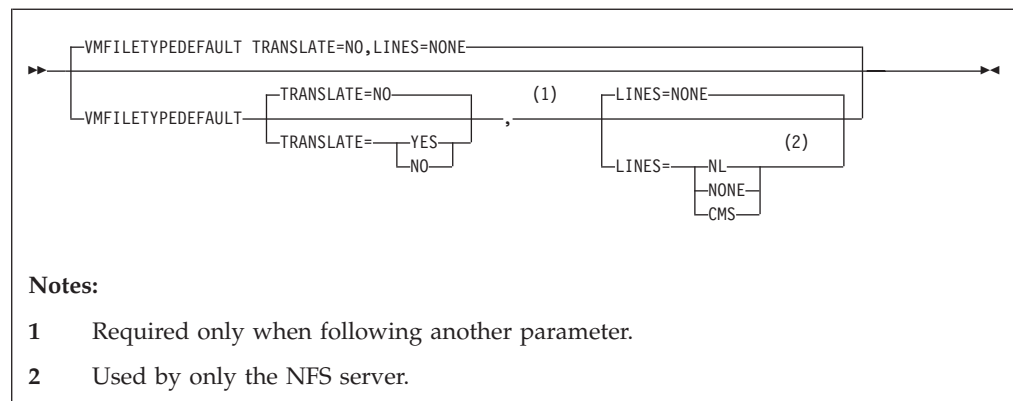 VMFILETYPEDEFAULT TRANSLATE=NO,LINES=NONE
VMFILETYPEDEFAULT
TRANSLATE=NO
TRANSLATE=
YES
NO
,
(1)
LINES=NONE
LINES=
NL
NONE
CMS
(2)
Notes:
1 Required only when following another parameter.
2 Used by only the NFS server.